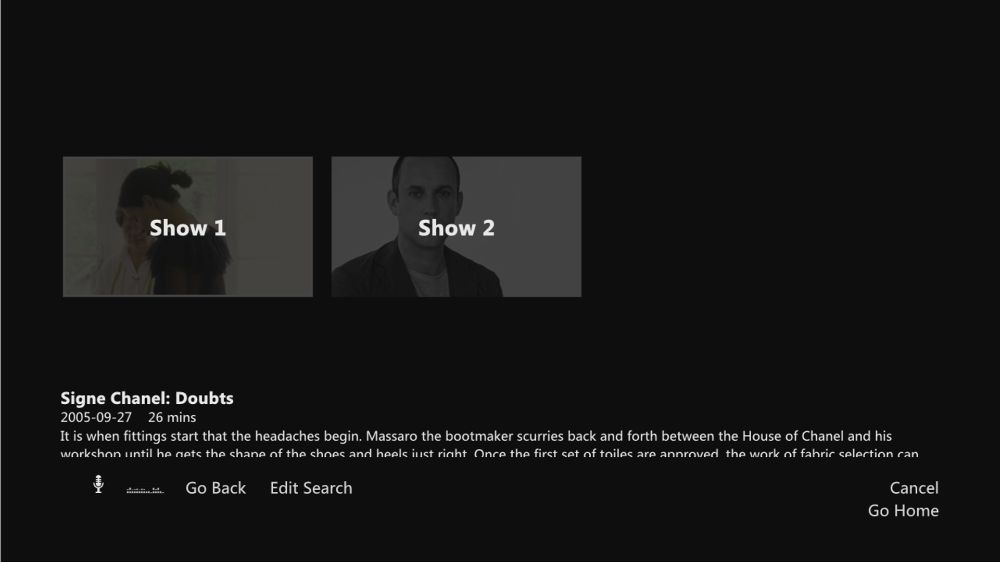 Show 1
Show 2
Signe Chanel: Doubts
2005-09-27 26 mins
It is when fittings start that the headaches begin. Massaro the bootmaker scurries back and forth between the House of Chanel and his
workshop until he gets the shape of the shoes and heels just right. Once the first set of toiles are approved, the work of fabric selection can
Go Back Edit Search Cancel
Go Home